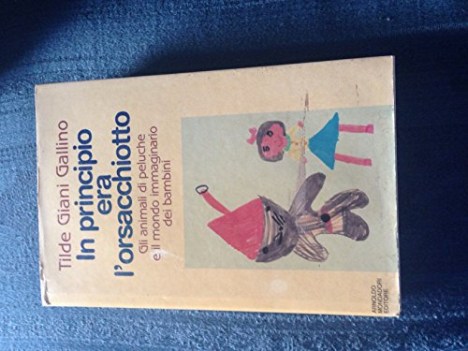 Tilde Giani Gallino
In principio
era
l'orsacchiotto
Gli animali di peluche
e il mondo immaginario
dei bambini
ARNOLDO
MONDADORI
EDITORE